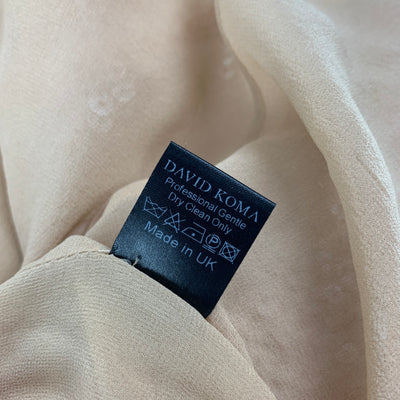 DAVID KOMA
Professional Gentle
Dry Clean Only
P
Made in UK